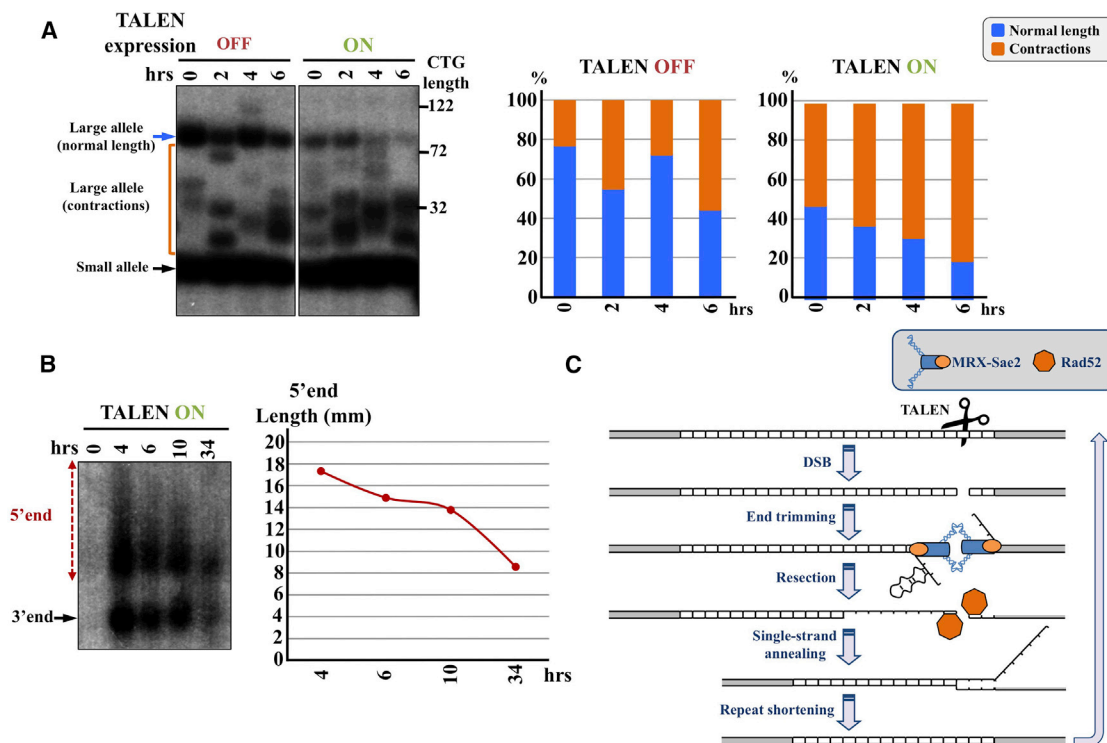 A
TALEN
expression OFF ON
hrs 0 2 4 6 0 2 4 6 CTG
length
122
Large allele
(normal length)
72
Large allele
(contractions)
32
Small allele
% TALEN OFF
100
80
60
40
20
0
0 2 4 6 hrs
% TALEN ON
100
80
60
40
20
0
0 2 4 6 hrs
Normal length
Contractions
B
TALEN ON
hrs 0 4 6 10 34
5’end
3’end
5’end
Length (mm)
20
18
16
14
12
10
8
6
4
2
0
4 6 10 34 hrs
C
MRX-Sae2 Rad52
TALEN
DSB
End trimming
Resection
Single-strand
annealing
Repeat shortening